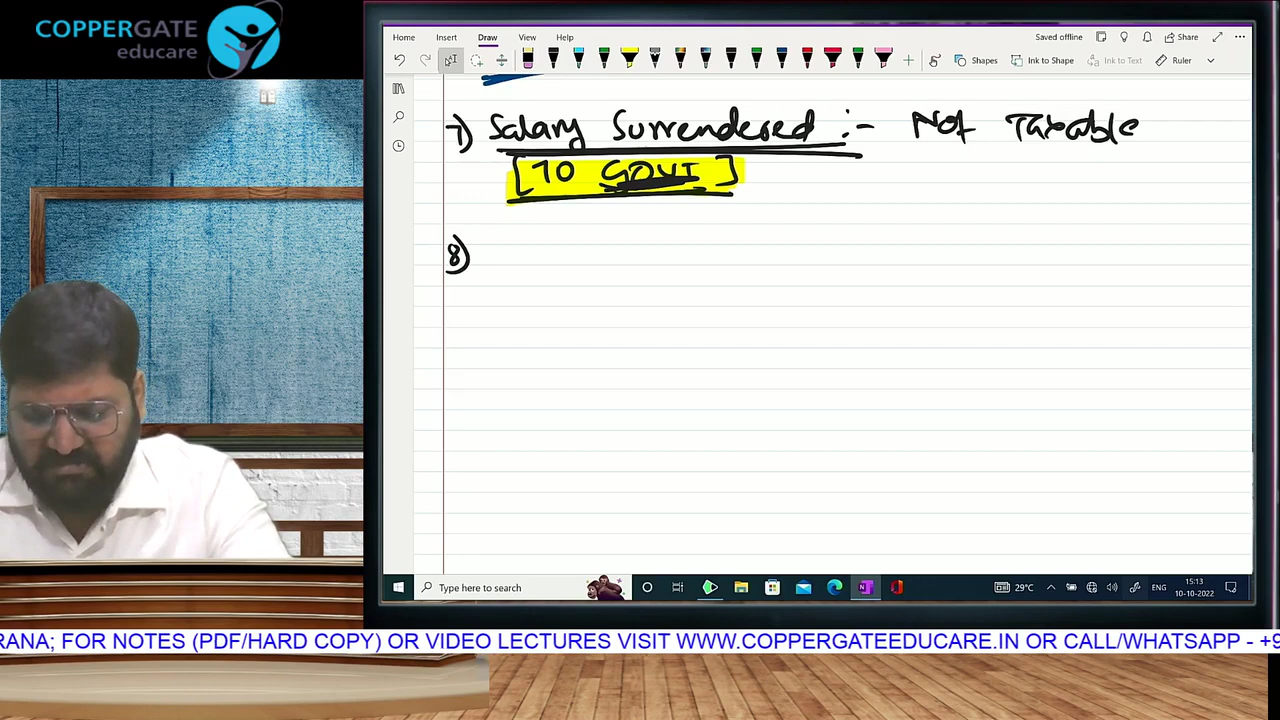 COPPERGATE
educare
Home Insert Draw View Help
Saved offline
Share
Shapes
Ink to Shape
Ink to Text
Ruler
7) Salary Surrendered :- Not Taxable
[TO GOVT]
8)
Type here to search
29°C
ENG
15:13
10-10-2022
RANA; FOR NOTES (PDF/HARD COPY) OR VIDEO LECTURES VISIT WWW.COPPERGATEEDUCARE.IN OR CALL/WHATSAPP - +9